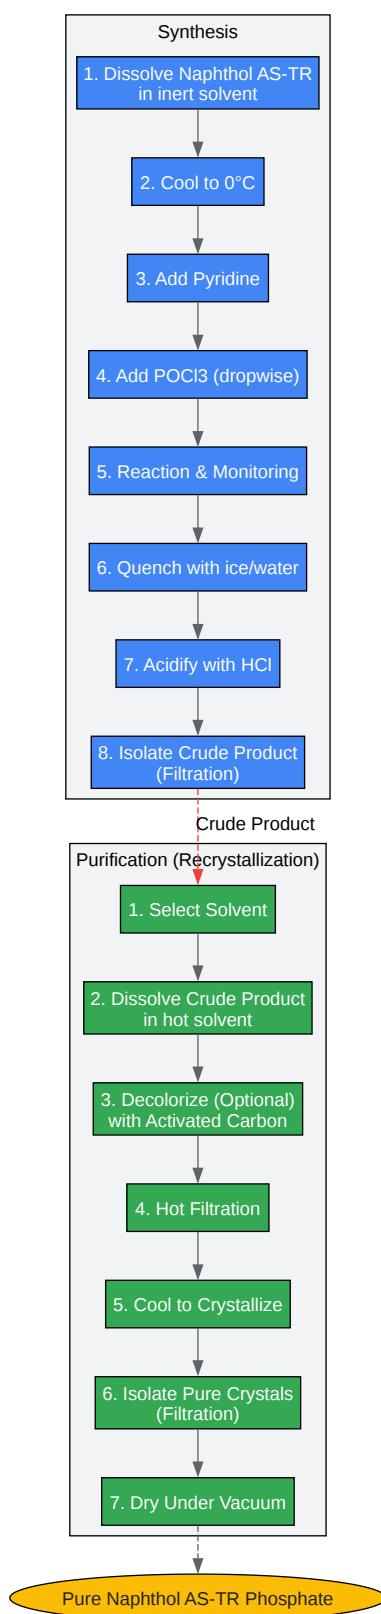 Synthesis
1. Dissolve Naphthol AS-TR
in inert solvent
2. Cool to 0°C
3. Add Pyridine
4. Add POCl3 (dropwise)
5. Reaction & Monitoring
6. Quench with ice/water
7. Acidify with HCl
8. Isolate Crude Product
(Filtration)
Crude Product
Purification (Recrystallization)
1. Select Solvent
2. Dissolve Crude Product
in hot solvent
3. Decolorize (Optional)
with Activated Carbon
4. Hot Filtration
5. Cool to Crystallize
6. Isolate Pure Crystals
(Filtration)
7. Dry Under Vacuum
Pure Naphthol AS-TR Phosphate